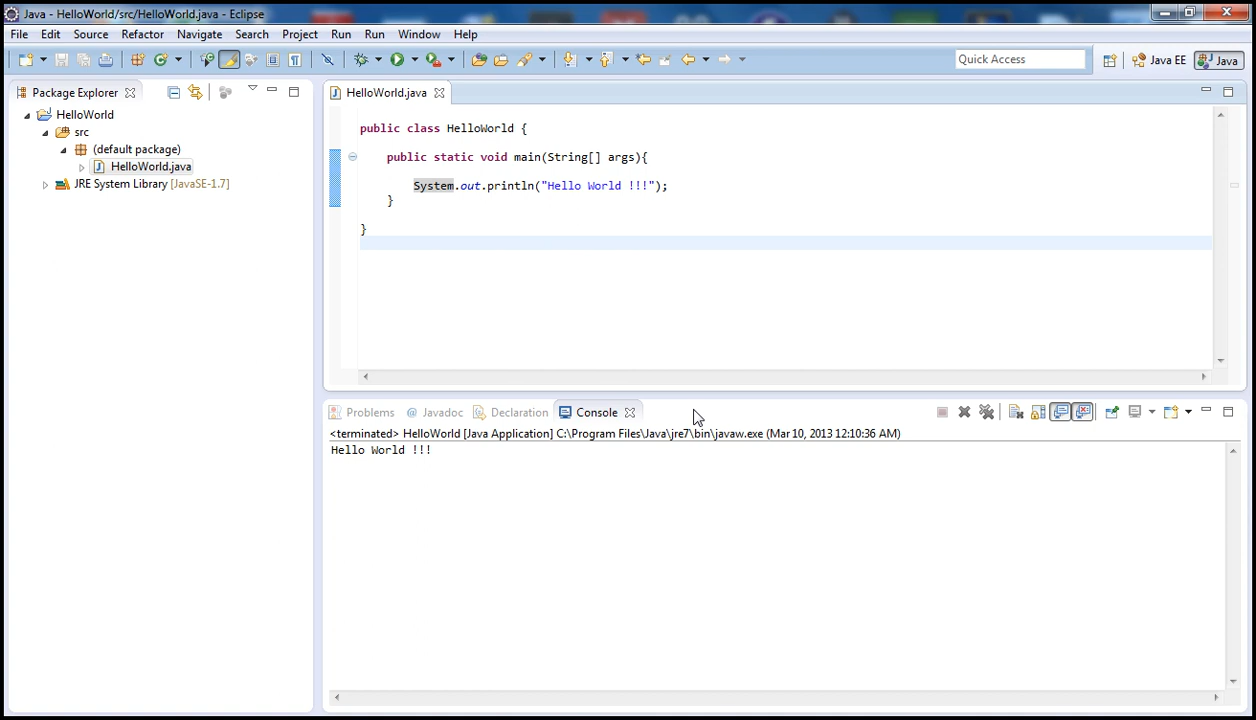 Java - HelloWorld/src/HelloWorld.java - Eclipse
File Edit Source Refactor Navigate Search Project Run Run Window Help
Quick Access
Java EE
Java
Package Explorer
HelloWorld
src
(default package)
HelloWorld.java
JRE System Library [JavaSE-1.7]
HelloWorld.java
public class HelloWorld {
public static void main(String[] args){
System.out.println("Hello World !!!");
}
}
Problems @ Javadoc Declaration Console
<terminated> HelloWorld [Java Application] C:\Program Files\Java\jre7\bin\javaw.exe (Mar 10, 2013 12:10:36 AM)
Hello World !!!